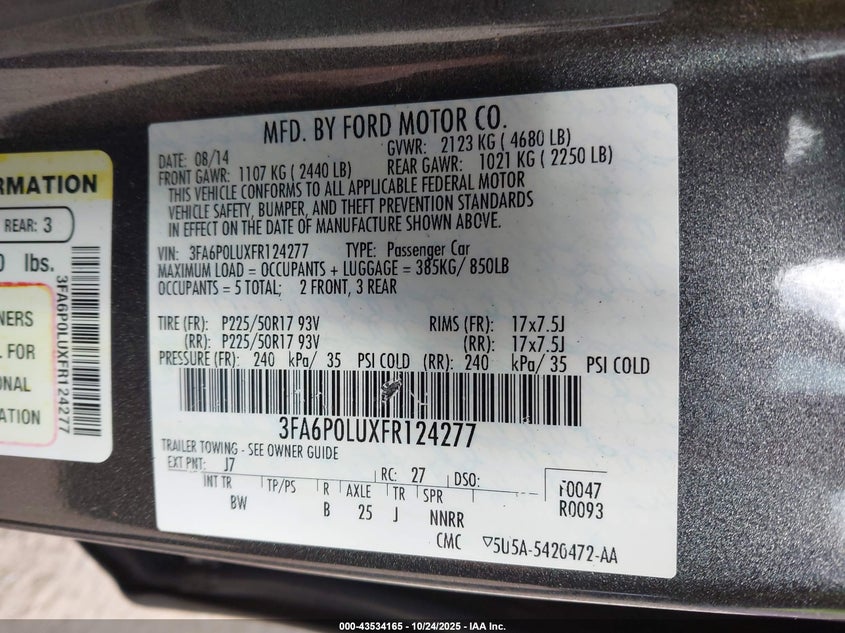 RMATION
REAR: 3
0 lbs.
NERS
L FOR
ONAL
ATION
3FA6P0LUXFR124277
MFD. BY FORD MOTOR CO.
DATE: 08/14 GVWR: 2123 KG ( 4680 LB)
FRONT GAWR: 1107 KG ( 2440 LB) REAR GAWR: 1021 KG ( 2250 LB)
THIS VEHICLE CONFORMS TO ALL APPLICABLE FEDERAL MOTOR
VEHICLE SAFETY, BUMPER, AND THEFT PREVENTION STANDARDS
IN EFFECT ON THE DATE OF MANUFACTURE SHOWN ABOVE.
VIN: 3FA6P0LUXFR124277 TYPE: Passenger Car
MAXIMUM LOAD = OCCUPANTS + LUGGAGE = 385KG/ 850LB
OCCUPANTS = 5 TOTAL; 2 FRONT, 3 REAR
TIRE (FR): P225/50R17 93V RIMS (FR): 17x7.5J
(RR): P225/50R17 93V (RR): 17x7.5J
PRESSURE (FR): 240 kPa/ 35 PSI COLD (RR): 240 kPa/ 35 PSI COLD
3FA6P0LUXFR124277
TRAILER TOWING - SEE OWNER GUIDE
EXT PNT: J7 RC: 27 DSO: F0047
INT TR TP/PS R AXLE TR SPR R0093
BW B 25 J NNRR
CMC 5U5A-5420472-AA
000-43534165 - 10/24/2025 - IAA Inc.